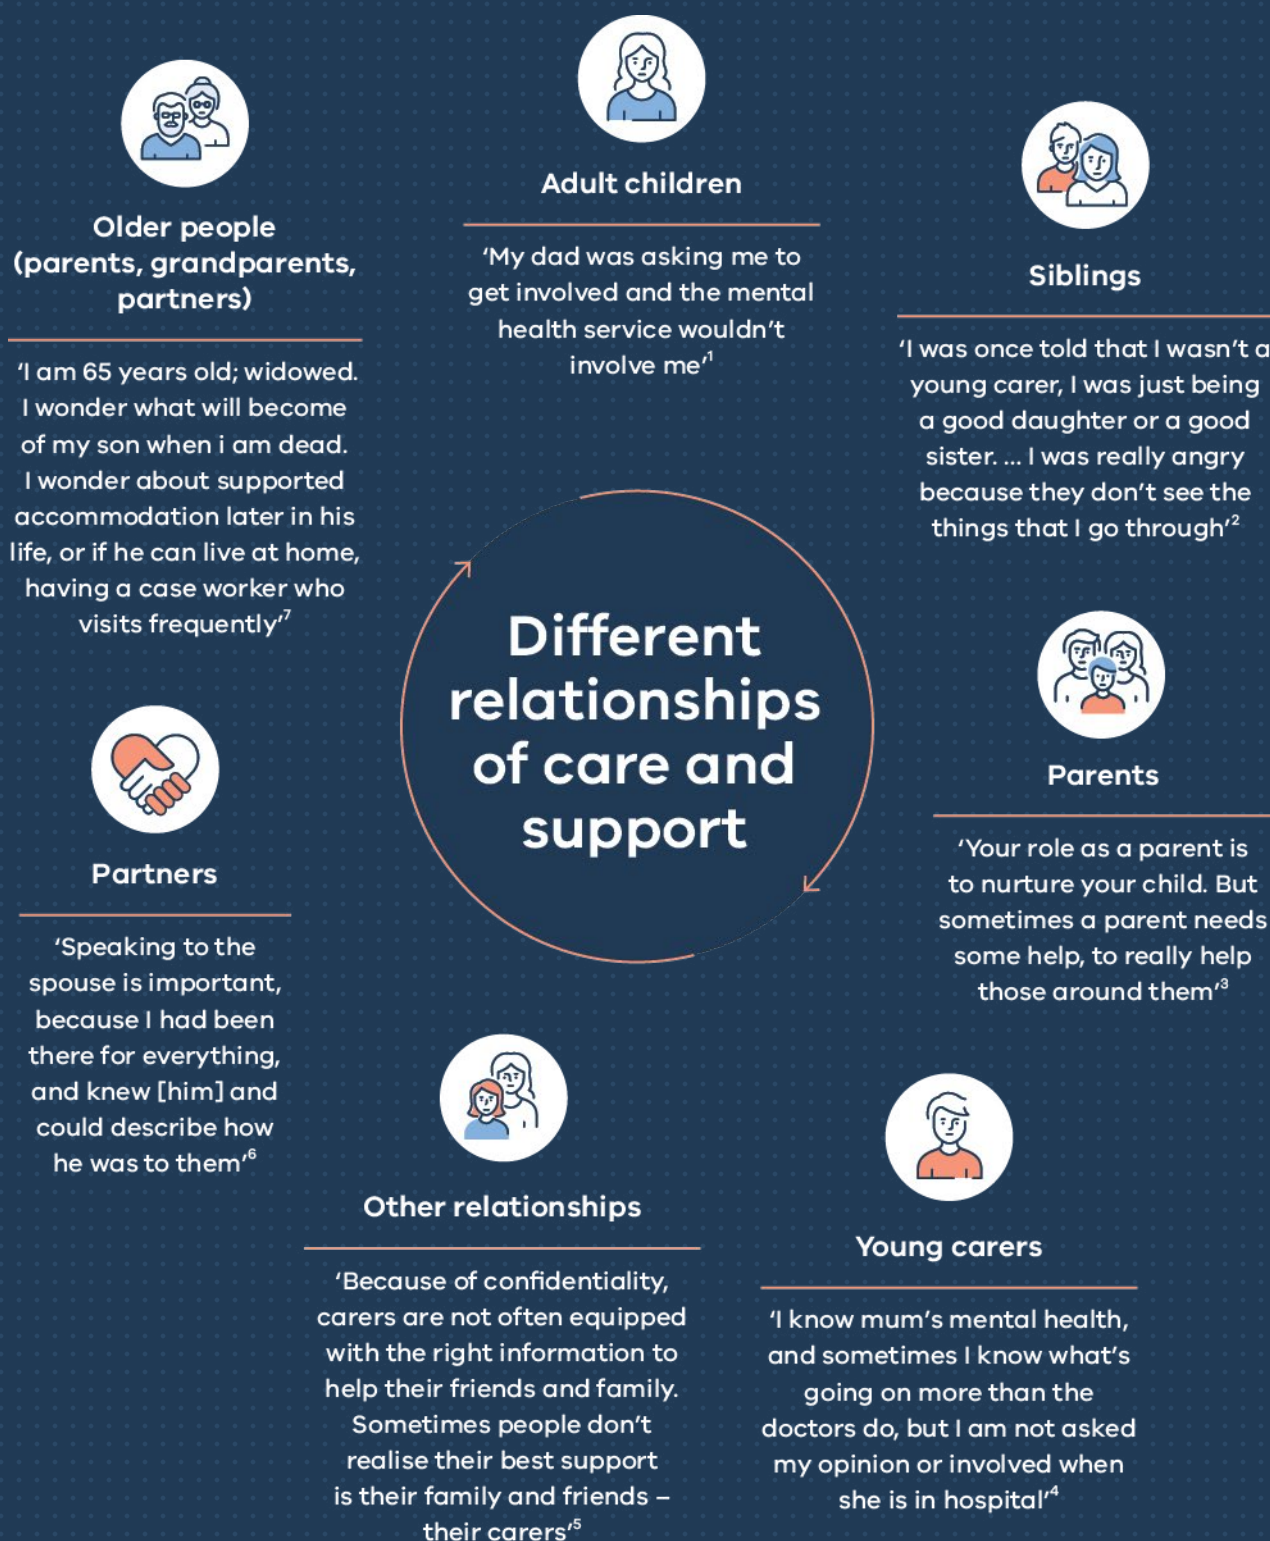 Different
relationships
of care and
support
Adult children
‘My dad was asking me to
get involved and the mental
health service wouldn’t
involve me’1
Siblings
‘I was once told that I wasn’t a
young carer, I was just being
a good daughter or a good
sister. ... I was really angry
because they don’t see the
things that I go through’2
Parents
‘Your role as a parent is
to nurture your child. But
sometimes a parent needs
some help, to really help
those around them’3
Young carers
‘I know mum’s mental health,
and sometimes I know what’s
going on more than the
doctors do, but I am not asked
my opinion or involved when
she is in hospital’4
Other relationships
‘Because of confidentiality,
carers are not often equipped
with the right information to
help their friends and family.
Sometimes people don’t
realise their best support
is their family and friends –
their carers’5
Partners
‘Speaking to the
spouse is important,
because I had been
there for everything,
and knew [him] and
could describe how
he was to them’6
Older people
(parents, grandparents,
partners)
‘I am 65 years old; widowed.
I wonder what will become
of my son when i am dead.
I wonder about supported
accommodation later in his
life, or if he can live at home,
having a case worker who
visits frequently’7